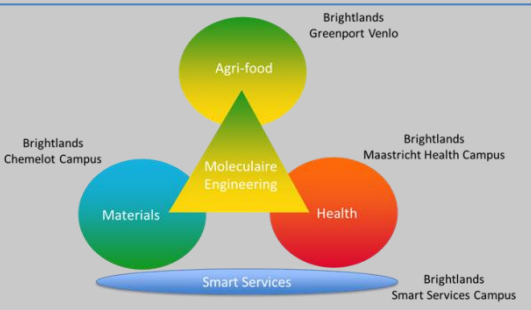 Brightlands
Greenport Venlo
Agri-food
Brightlands
Chemelot Campus
Brightlands
Maastricht Health Campus
Moleculaire
Engineering
Materials
Health
Smart Services
Brightlands
Smart Services Campus